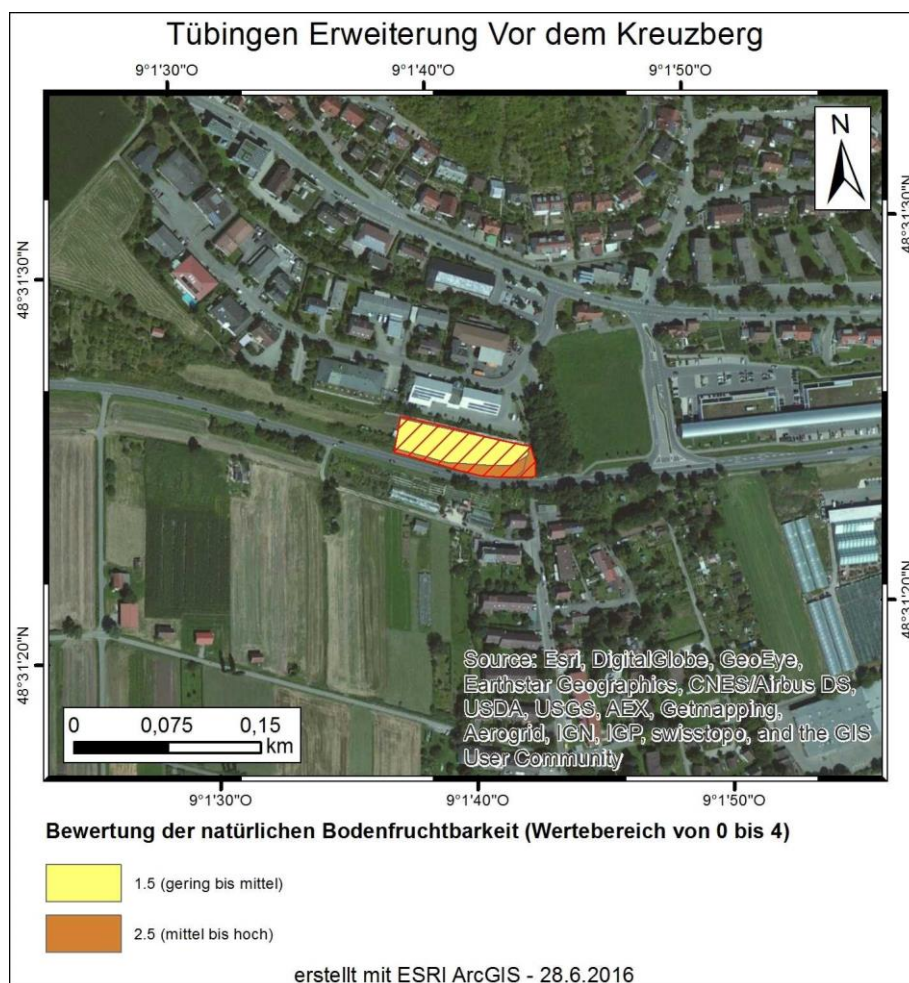 Tübingen Erweiterung Vor dem Kreuzberg
9°1'30"O 9°1'40"O 9°1'50"O
N
48°31'30"N
48°31'30"N
48°31'20"N
48°31'20"N
Source: Esri, DigitalGlobe, GeoEye,
Earthstar Geographics, CNES/Airbus DS,
USDA, USGS, AEX, Getmapping,
Aerogrid, IGN, IGP, swisstopo, and the GIS
User Community
0 0,075 0,15
km
9°1'30"O 9°1'40"O 9°1'50"O
Bewertung der natürlichen Bodenfruchtbarkeit (Wertebereich von 0 bis 4)
1.5 (gering bis mittel)
2.5 (mittel bis hoch)
erstellt mit ESRI ArcGIS - 28.6.2016